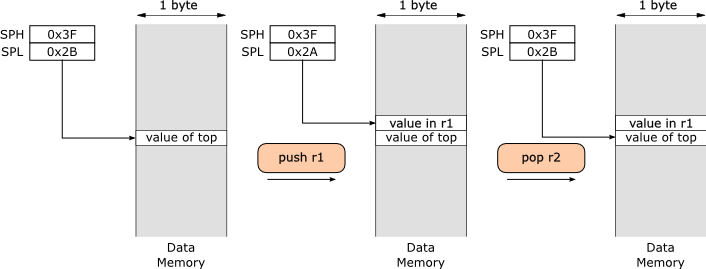 1 byte
SPH 0x3F
SPL 0x2B
value of top
Data
Memory
push r1
1 byte
SPH 0x3F
SPL 0x2A
value in r1
value of top
Data
Memory
pop r2
1 byte
SPH 0x3F
SPL 0x2B
value in r1
value of top
Data
Memory